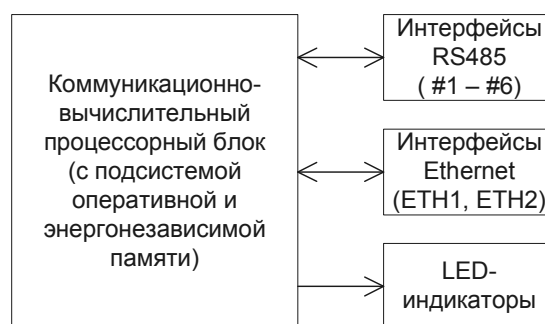 Коммуникационно-
вычислительный
процессорный блок
(с подсистемой
оперативной и
энергонезависимой
памяти)
Интерфейсы
RS485
( #1 – #6)
Интерфейсы
Ethernet
(ETH1, ETH2)
LED-
индикаторы